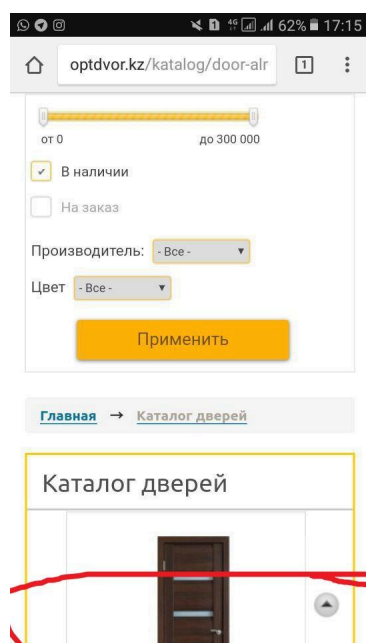 46 62% 17:15
optdvor.kz/katalog/door-alr 1
от 0 до 300 000
В наличии
На заказ
Производитель: - Все -
Цвет - Все -
Применить
Главная → Каталог дверей
Каталог дверей